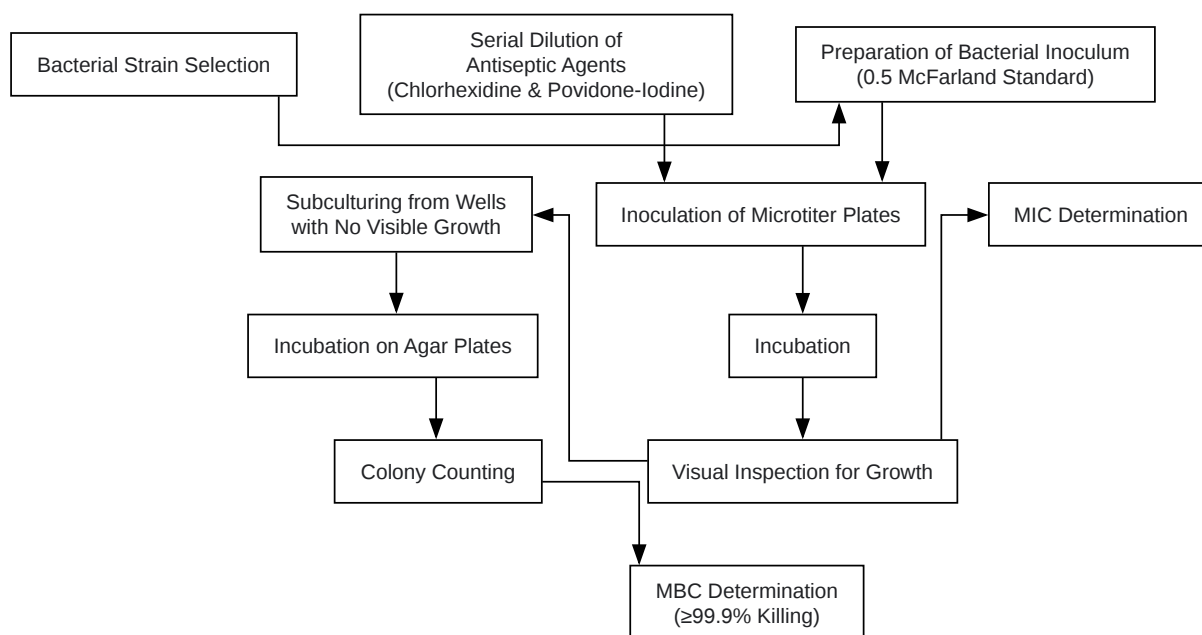 Bacterial Strain Selection
Serial Dilution of
Antiseptic Agents
(Chlorhexidine & Povidone-Iodine)
Preparation of Bacterial Inoculum
(0.5 McFarland Standard)
Subculturing from Wells
with No Visible Growth
Inoculation of Microtiter Plates
MIC Determination
Incubation on Agar Plates
Incubation
Colony Counting
Visual Inspection for Growth
MBC Determination
(≥99.9% Killing)